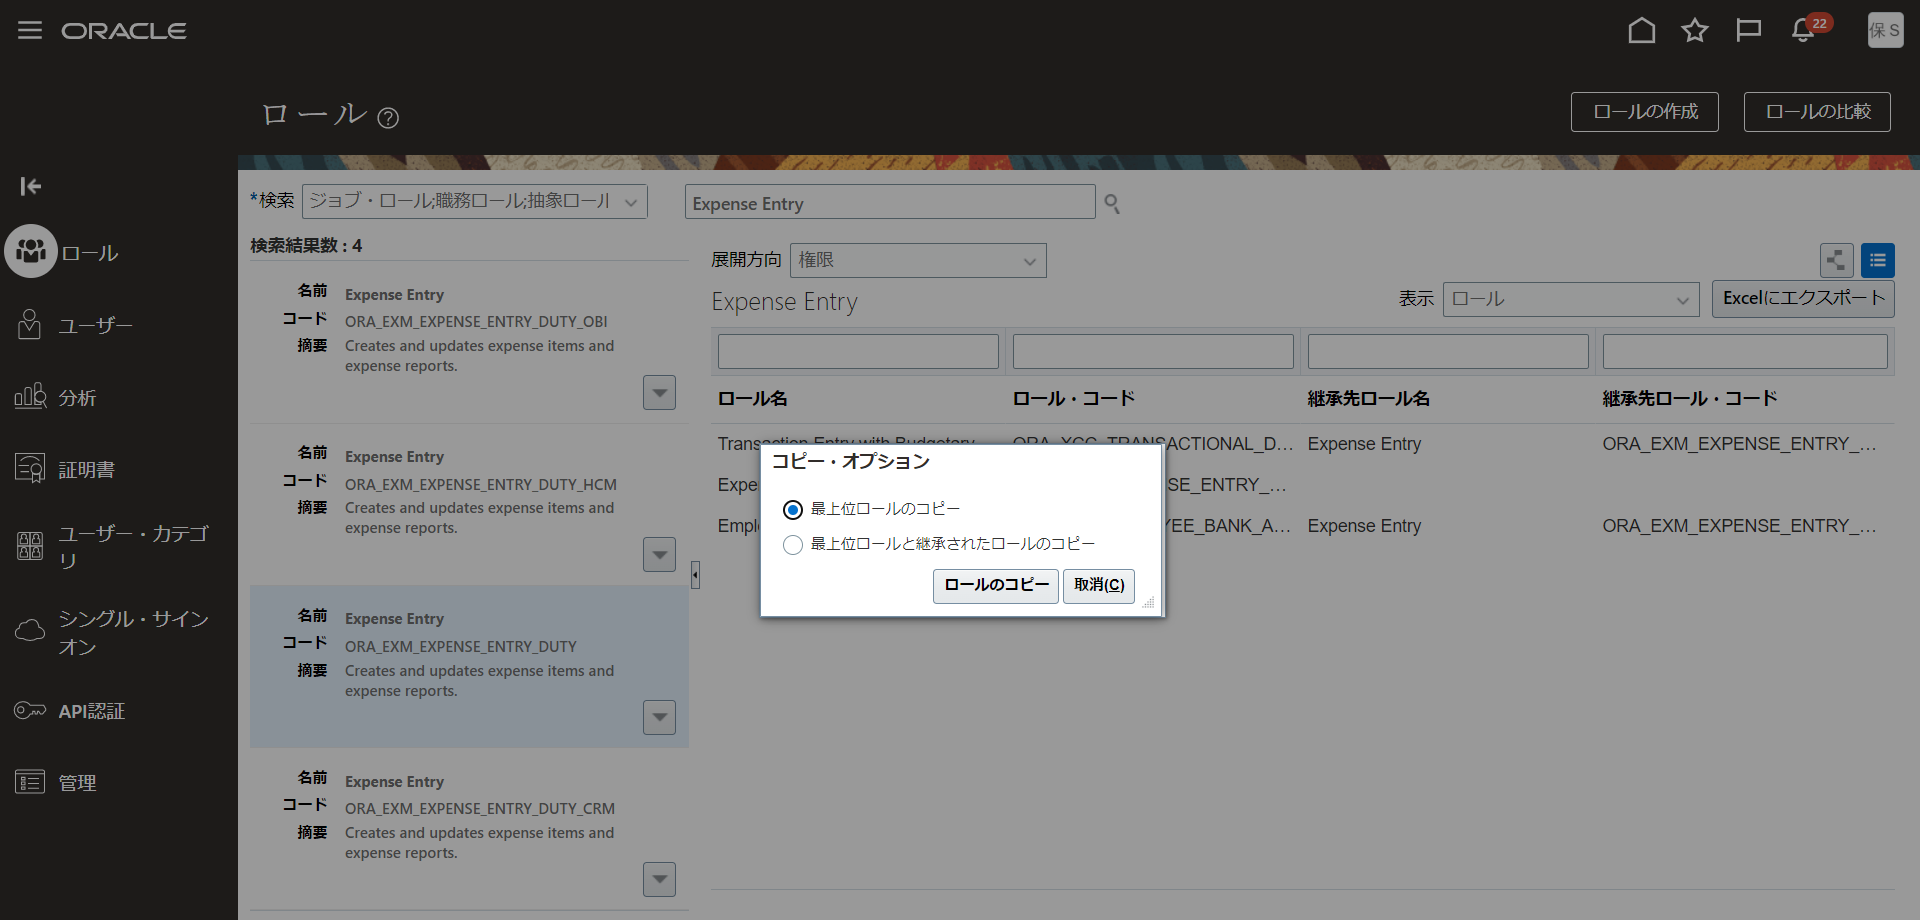 ORACLE
22
保 S
ロール
ロールの作成
ロールの比較
ロール
ユーザー
分析
証明書
ユーザー・カテゴ
リ
シングル・サイン
オン
API認証
管理
*検索
ジョブ・ロール;職務ロール;抽象ロール
Expense Entry
検索結果数 : 4
名前 Expense Entry
コード ORA_EXM_EXPENSE_ENTRY_DUTY_OBI
摘要 Creates and updates expense items and
expense reports.
名前 Expense Entry
コード ORA_EXM_EXPENSE_ENTRY_DUTY_HCM
摘要 Creates and updates expense items and
expense reports.
名前 Expense Entry
コード ORA_EXM_EXPENSE_ENTRY_DUTY
摘要 Creates and updates expense items and
expense reports.
名前 Expense Entry
コード ORA_EXM_EXPENSE_ENTRY_DUTY_CRM
摘要 Creates and updates expense items and
expense reports.
展開方向 権限
Expense Entry
表示 ロール
Excelにエクスポート
ロール名 ロール・コード 継承先ロール名 継承先ロール・コード
Transaction Entry with Budgetary ORA_XCC_TRANSACTIONAL_D... Expense Entry ORA_EXM_EXPENSE_ENTRY_...
Expe SE_ENTRY_...
Empl YEE_BANK_A... Expense Entry ORA_EXM_EXPENSE_ENTRY_...
コピー・オプション
最上位ロールのコピー
最上位ロールと継承されたロールのコピー
ロールのコピー
取消(C)